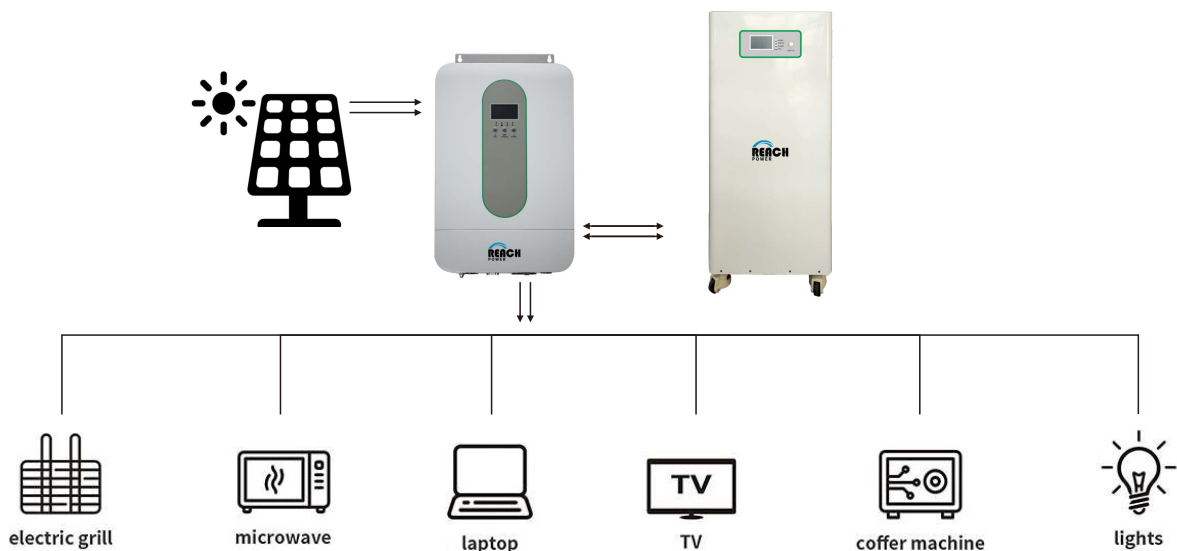 REACH
POWER
REACH
POWER
electric grill
microwave
laptop
TV
TV
coffer machine
lights